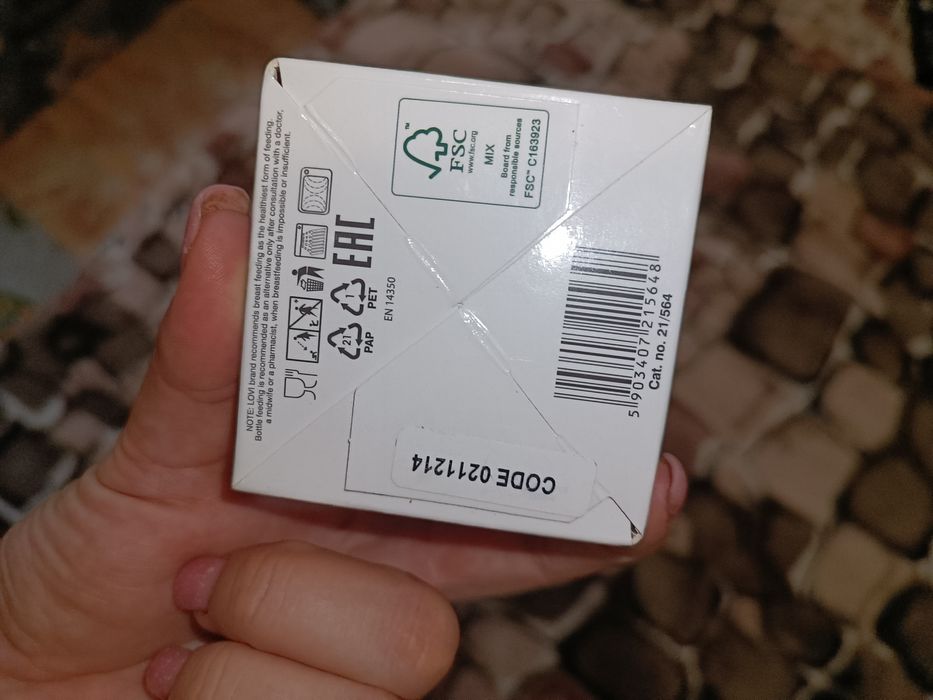 NOTE: LOVI brand recommends breast feeding as the healthiest form of feeding.
Bottle feeding is recommended as an alternative only after consultation with a doctor,
a midwife or a pharmacist, when breastfeeding is impossible or insufficient.
21
PAP
1
PET
EAC
EN 14350
FSC™
www.fsc.org
MIX
Board from
responsible sources
FSC™ C163923
5 903407 215648
Cat. no. 21/564
CODE 0211214